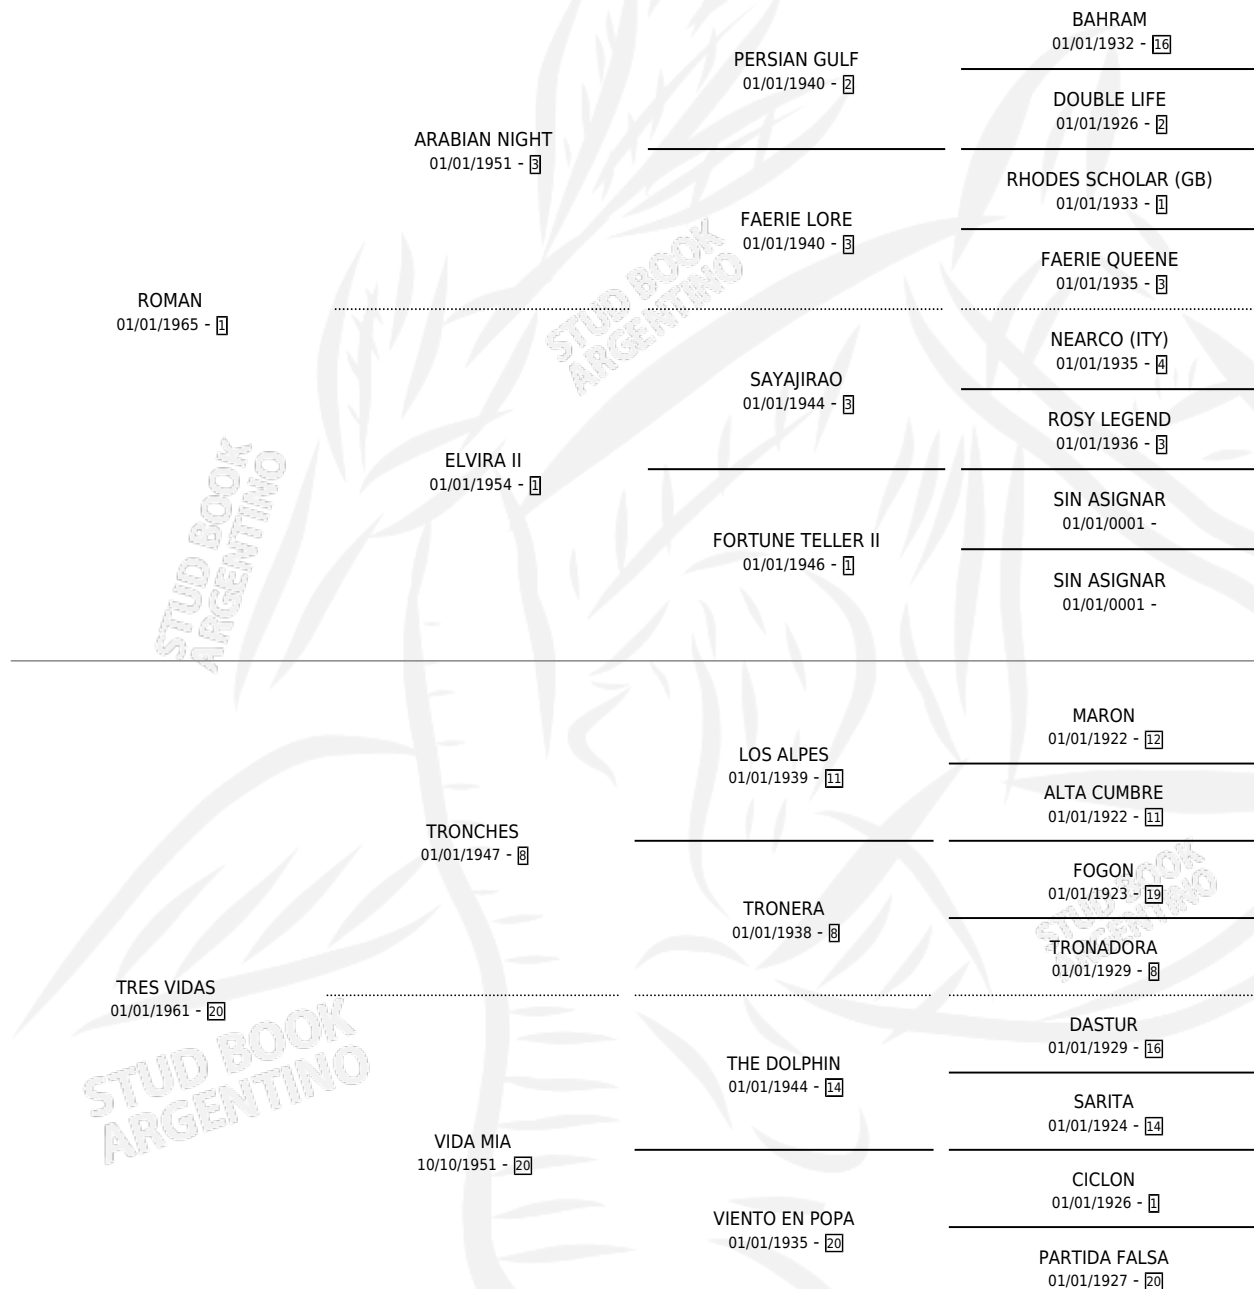 BAHRAM
01/01/1932 - 16
PERSIAN GULF
01/01/1940 - 2
DOUBLE LIFE
01/01/1926 - 2
ARABIAN NIGHT
01/01/1951 - 3
RHODES SCHOLAR (GB)
01/01/1933 - 1
FAERIE LORE
01/01/1940 - 3
FAERIE QUEENE
01/01/1935 - 3
ROMAN
01/01/1965 - 1
NEARCO (ITY)
01/01/1935 - 4
SAYAJIRAO
01/01/1944 - 3
ROSY LEGEND
01/01/1936 - 3
ELVIRA II
01/01/1954 - 1
SIN ASIGNAR
01/01/0001 -
FORTUNE TELLER II
01/01/1946 - 1
SIN ASIGNAR
01/01/0001 -
MARON
01/01/1922 - 12
LOS ALPES
01/01/1939 - 11
ALTA CUMBRE
01/01/1922 - 11
TRONCHES
01/01/1947 - 8
FOGON
01/01/1923 - 19
TRONERA
01/01/1938 - 8
TRONADORA
01/01/1929 - 8
TRES VIDAS
01/01/1961 - 20
DASTUR
01/01/1929 - 16
THE DOLPHIN
01/01/1944 - 14
SARITA
01/01/1924 - 14
VIDA MIA
10/10/1951 - 20
CICLON
01/01/1926 - 1
VIENTO EN POPA
01/01/1935 - 20
PARTIDA FALSA
01/01/1927 - 20
STUD BOOK
ARGENTINO
STUD BOOK
ARGENTINO
STUD BOOK
ARGENTINO
STUD BOOK
ARGENTINO